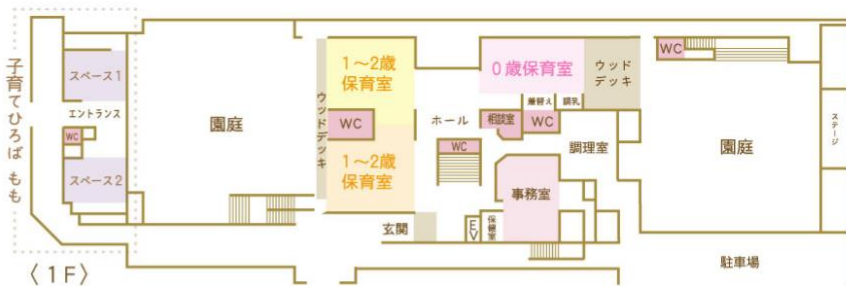 子育てひろば もも
スペース1
エントランス
WC
スペース2
園庭
ウッドデッキ
1〜2歳
保育室
WC
1〜2歳
保育室
ホール
WC
玄関
0歳保育室
ウッド
デッキ
着替え
調乳
相談室
WC
調理室
事務室
EV
保健室
WC
園庭
ステージ
駐車場
〈1F〉